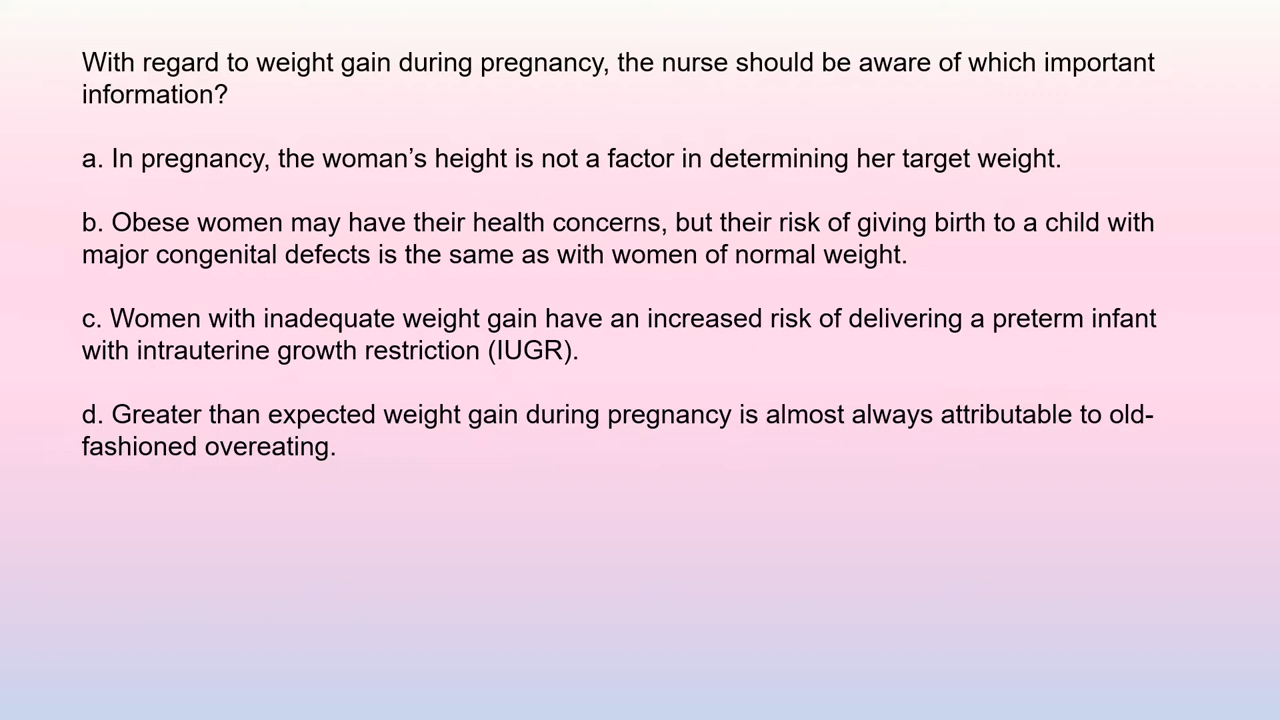 With regard to weight gain during pregnancy, the nurse should be aware of which important
information?
a. In pregnancy, the woman’s height is not a factor in determining her target weight.
b. Obese women may have their health concerns, but their risk of giving birth to a child with
major congenital defects is the same as with women of normal weight.
c. Women with inadequate weight gain have an increased risk of delivering a preterm infant
with intrauterine growth restriction (IUGR).
d. Greater than expected weight gain during pregnancy is almost always attributable to old-
fashioned overeating.